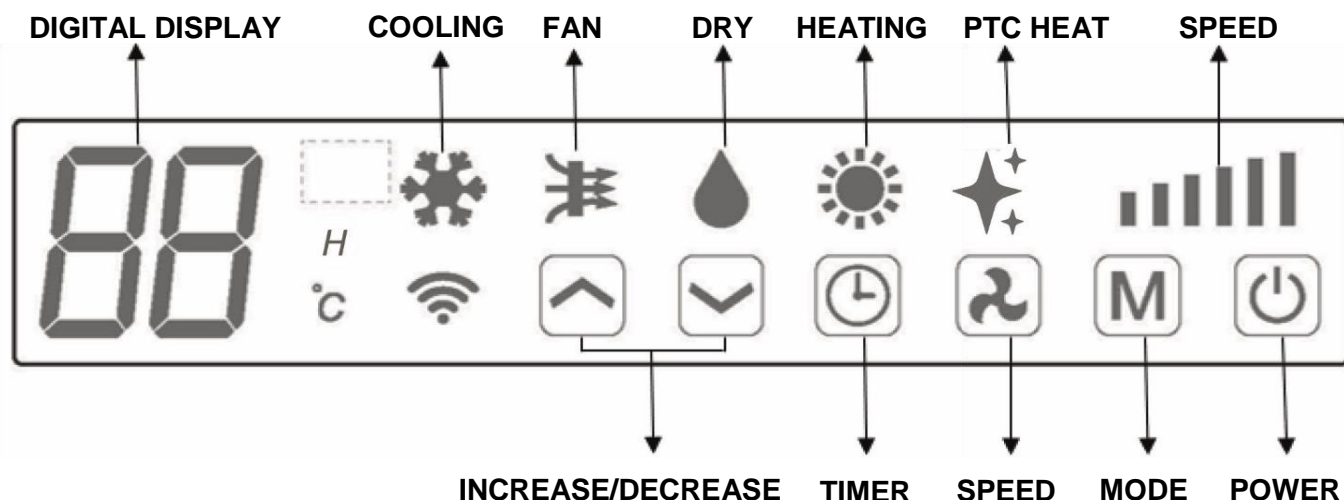 DIGITAL DISPLAY COOLING FAN DRY HEATING PTC HEAT SPEED
88
H
°C
M
INCREASE/DECREASE TIMER SPEED MODE POWER